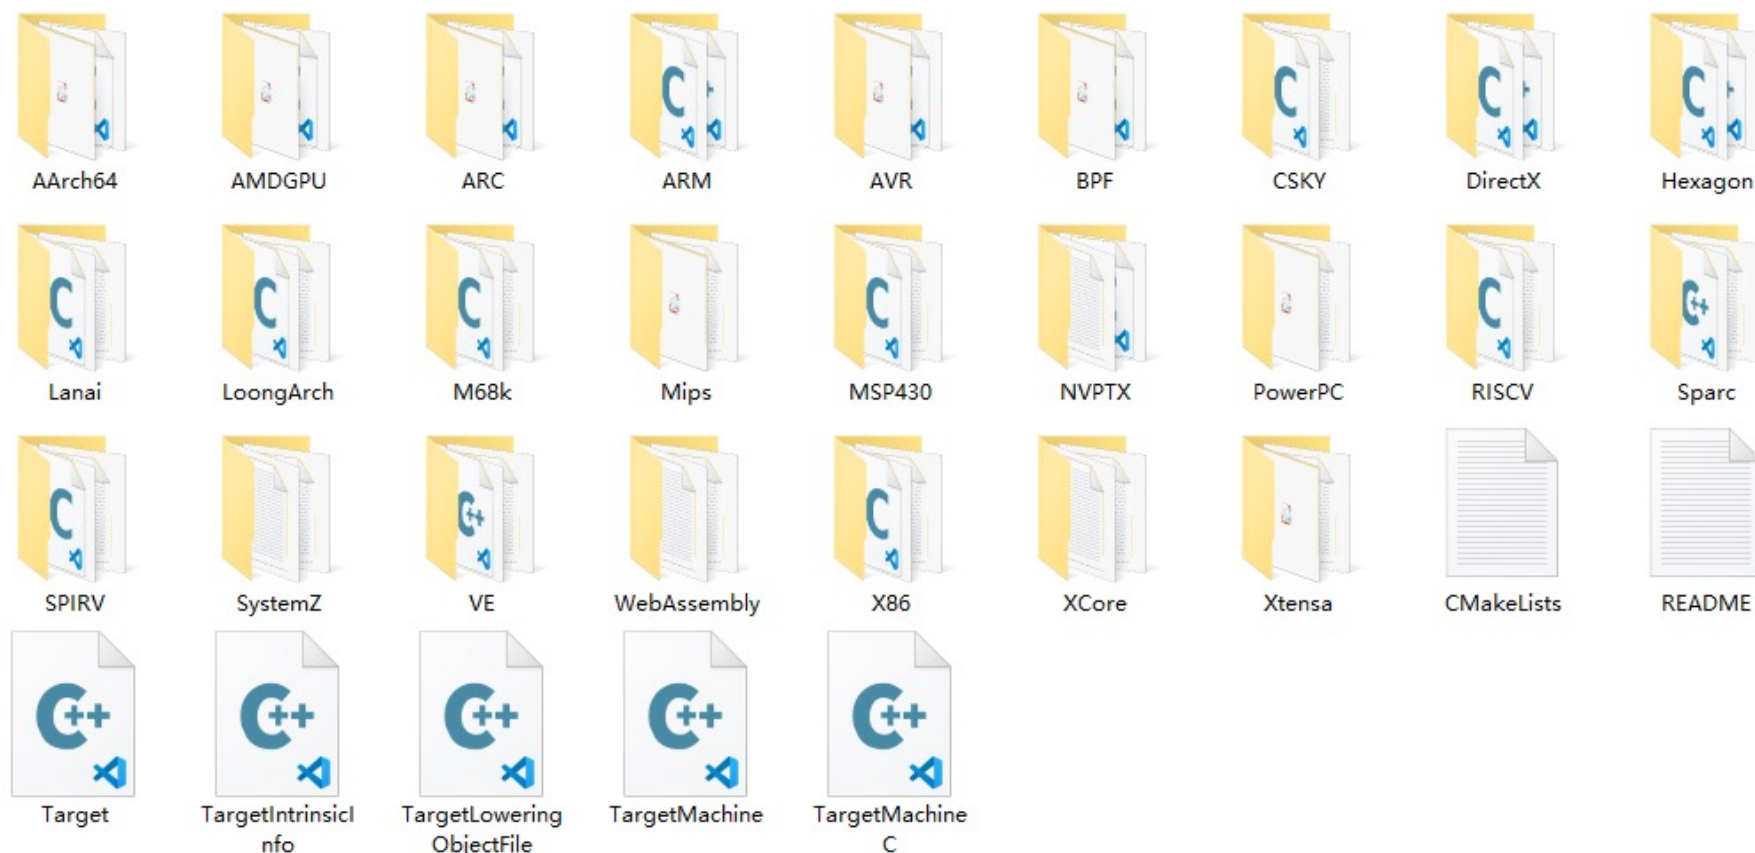 AArch64
AMDGPU
ARC
ARM
AVR
BPF
CSKY
DirectX
Hexagon
Lanai
LoongArch
M68k
Mips
MSP430
NVPTX
PowerPC
RISCV
Sparc
SPIRV
SystemZ
VE
WebAssembly
X86
XCore
Xtensa
CMakeLists
README
Target
TargetIntrinsicI
nfo
TargetLowering
ObjectFile
TargetMachine
TargetMachine
C